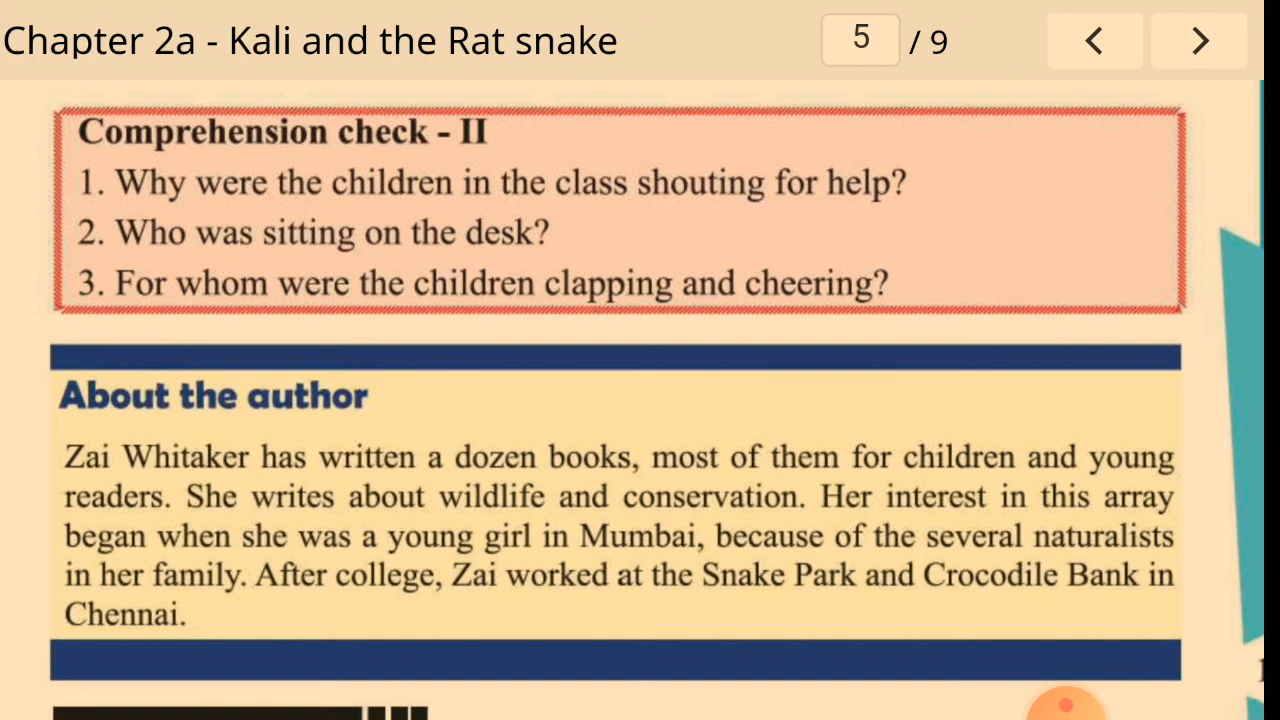 Chapter 2a - Kali and the Rat snake
5 / 9
Comprehension check - II
1. Why were the children in the class shouting for help?
2. Who was sitting on the desk?
3. For whom were the children clapping and cheering?
About the author
Zai Whitaker has written a dozen books, most of them for children and young
readers. She writes about wildlife and conservation. Her interest in this array
began when she was a young girl in Mumbai, because of the several naturalists
in her family. After college, Zai worked at the Snake Park and Crocodile Bank in
Chennai.